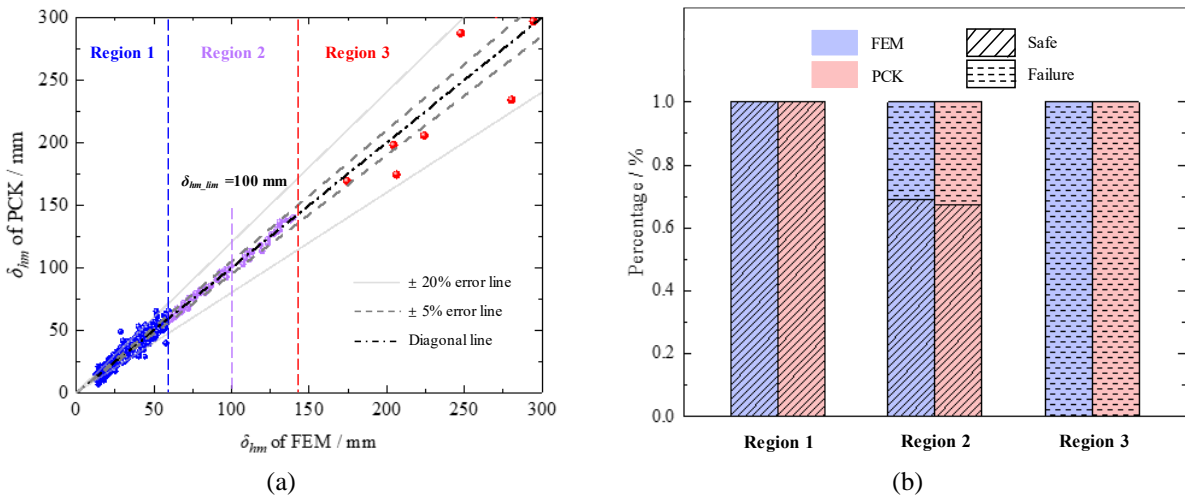 300
250
200
150
100
50
0
δhm of PCK / mm
Region 1
Region 2
Region 3
δhm_lim =100 mm
± 20% error line
± 5% error line
Diagonal line
0 50 100 150 200 250 300
δhm of FEM / mm
(a)
FEM
PCK
Safe
Failure
1.0
0.8
0.6
0.4
0.2
0.0
Percentage / %
Region 1
Region 2
Region 3
(b)